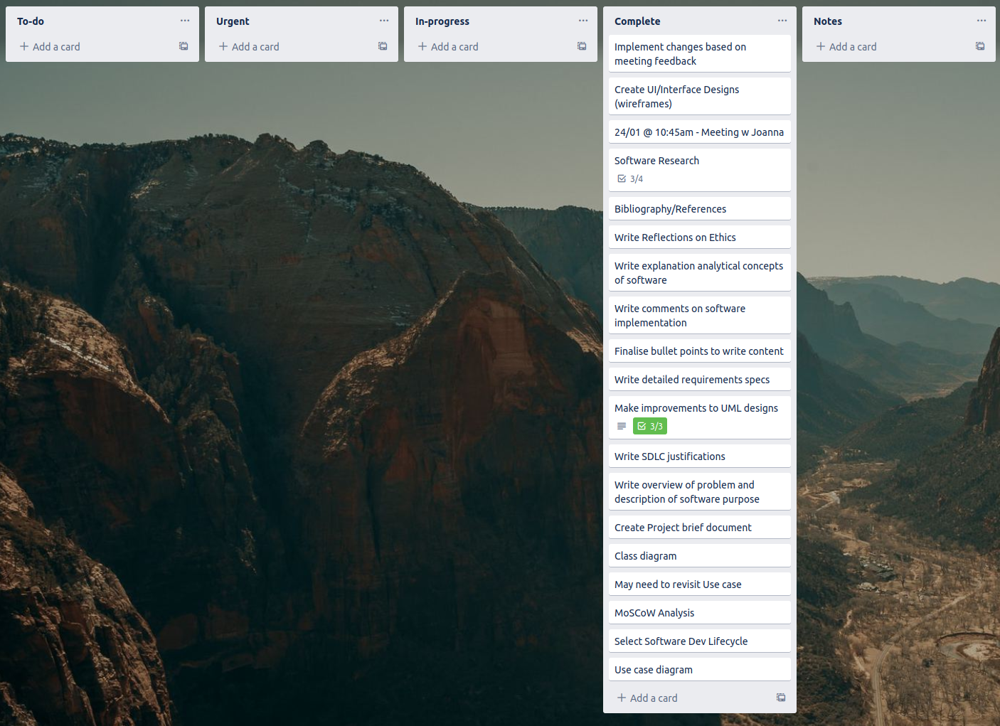 To-do
Add a card
Urgent
Add a card
In-progress
Add a card
Complete
Implement changes based on
meeting feedback
Create UI/Interface Designs
(wireframes)
24/01 @ 10:45am - Meeting w Joanna
Software Research
3/4
Bibliography/References
Write Reflections on Ethics
Write explanation analytical concepts
of software
Write comments on software
implementation
Finalise bullet points to write content
Write detailed requirements specs
Make improvements to UML designs
3/3
Write SDLC justifications
Write overview of problem and
description of software purpose
Create Project brief document
Class diagram
May need to revisit Use case
MoSCoW Analysis
Select Software Dev Lifecycle
Use case diagram
Add a card
Notes
Add a card